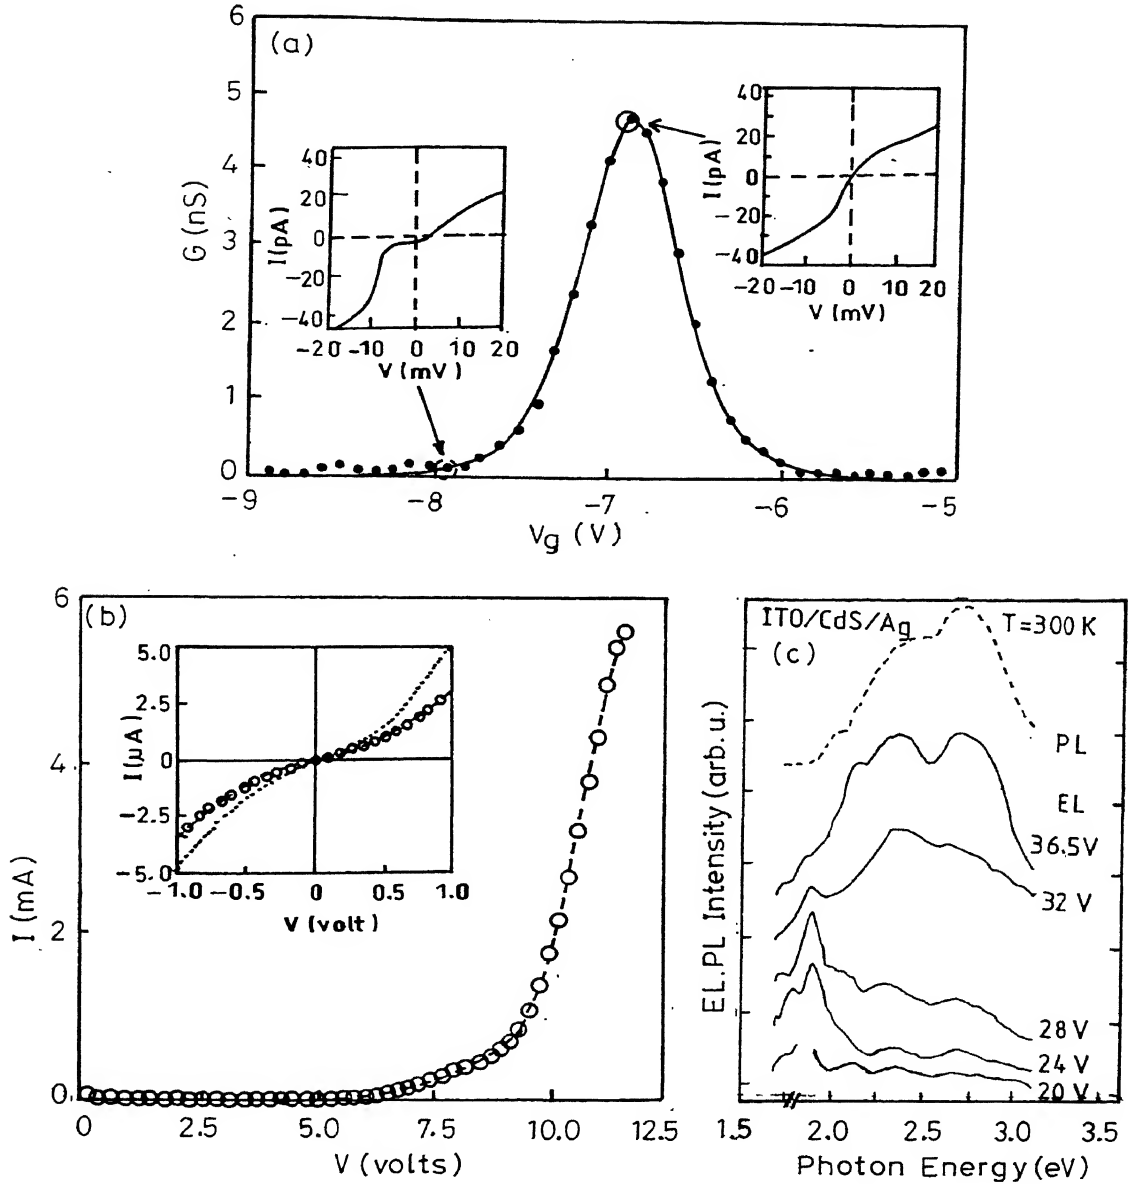 (a)
G (nS)
6
5
4
3
2
1
0
-9
-8
-7
-6
-5
Vg (V)
I(pA)
40
20
0
-20
-40
-20
-10
0
10
20
V (mV)
I(pA)
40
20
0
-20
-40
-20
-10
0
10
20
V (mV)
(b)
I (mA)
6
4
2
0
0
2.5
5.0
7.5
10.0
12.5
V (volts)
I(μA)
5.0
2.5
0
-2.5
-5.0
-1.0
-0.5
0
0.5
1.0
V (volt)
ITO/CdS/Ag
T=300 K
(c)
PL
EL
36.5V
32 V
28 V
24 V
20 V
EL.PL Intensity (arb.u.)
1.5
2.0
2.5
3.0
3.5
Photon Energy (eV)